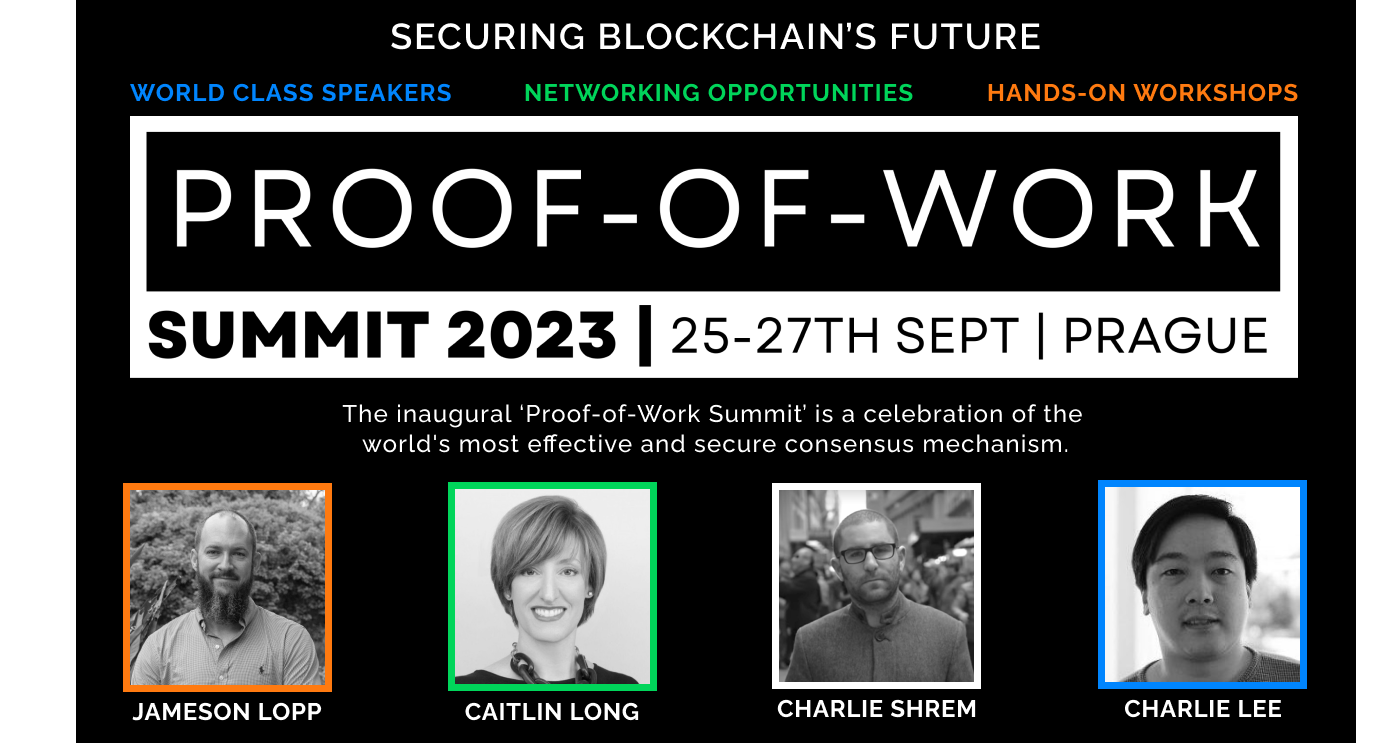 SECURING BLOCKCHAIN’S FUTURE
WORLD CLASS SPEAKERS NETWORKING OPPORTUNITIES HANDS-ON WORKSHOPS
PROOF-OF-WORK
SUMMIT 2023 | 25-27TH SEPT | PRAGUE
The inaugural ‘Proof-of-Work Summit’ is a celebration of the
world's most effective and secure consensus mechanism.
JAMESON LOPP CAITLIN LONG CHARLIE SHREM CHARLIE LEE